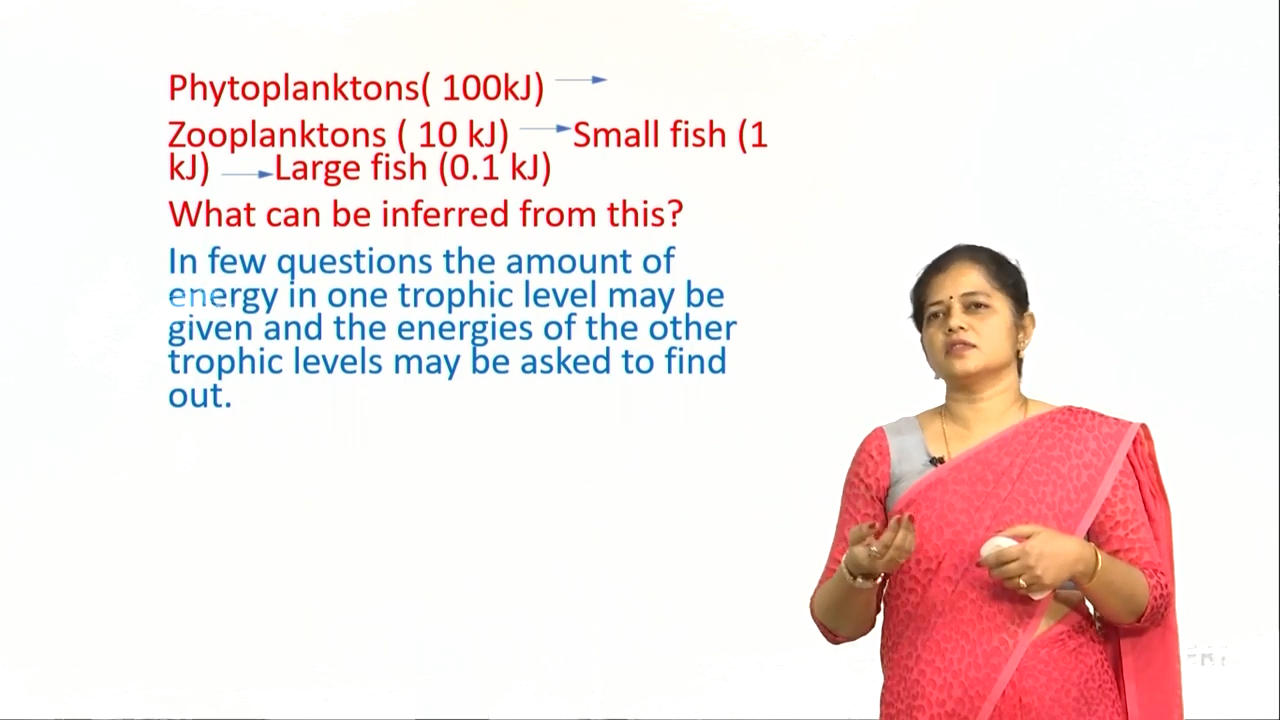 Phytoplanktons( 100kJ) →
Zooplanktons ( 10 kJ) → Small fish (1
kJ) → Large fish (0.1 kJ)
What can be inferred from this?
In few questions the amount of
energy in one trophic level may be
given and the energies of the other
trophic levels may be asked to find
out.